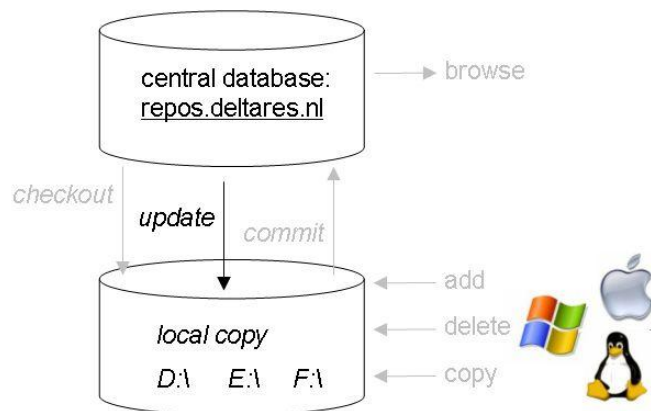 central database:
repos.deltares.nl
browse
checkout
update
commit
add
local copy
delete
D:\ E:\ F:\
copy